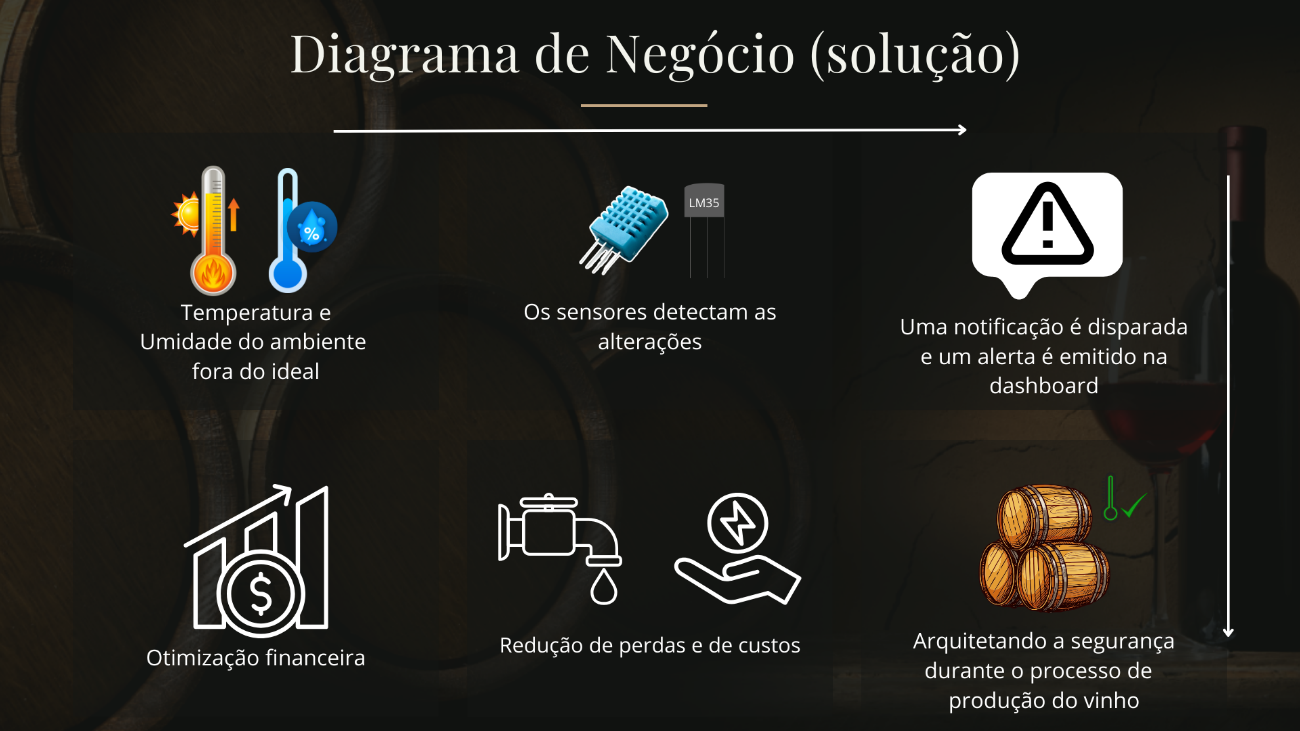 Diagrama de Negócio (solução)
LM35
%
Temperatura e
Umidade do ambiente
fora do ideal
Os sensores detectam as
alterações
Uma notificação é disparada
e um alerta é emitido na
dashboard
$
Otimização financeira
Redução de perdas e de custos
Arquitetando a segurança
durante o processo de
produção do vinho